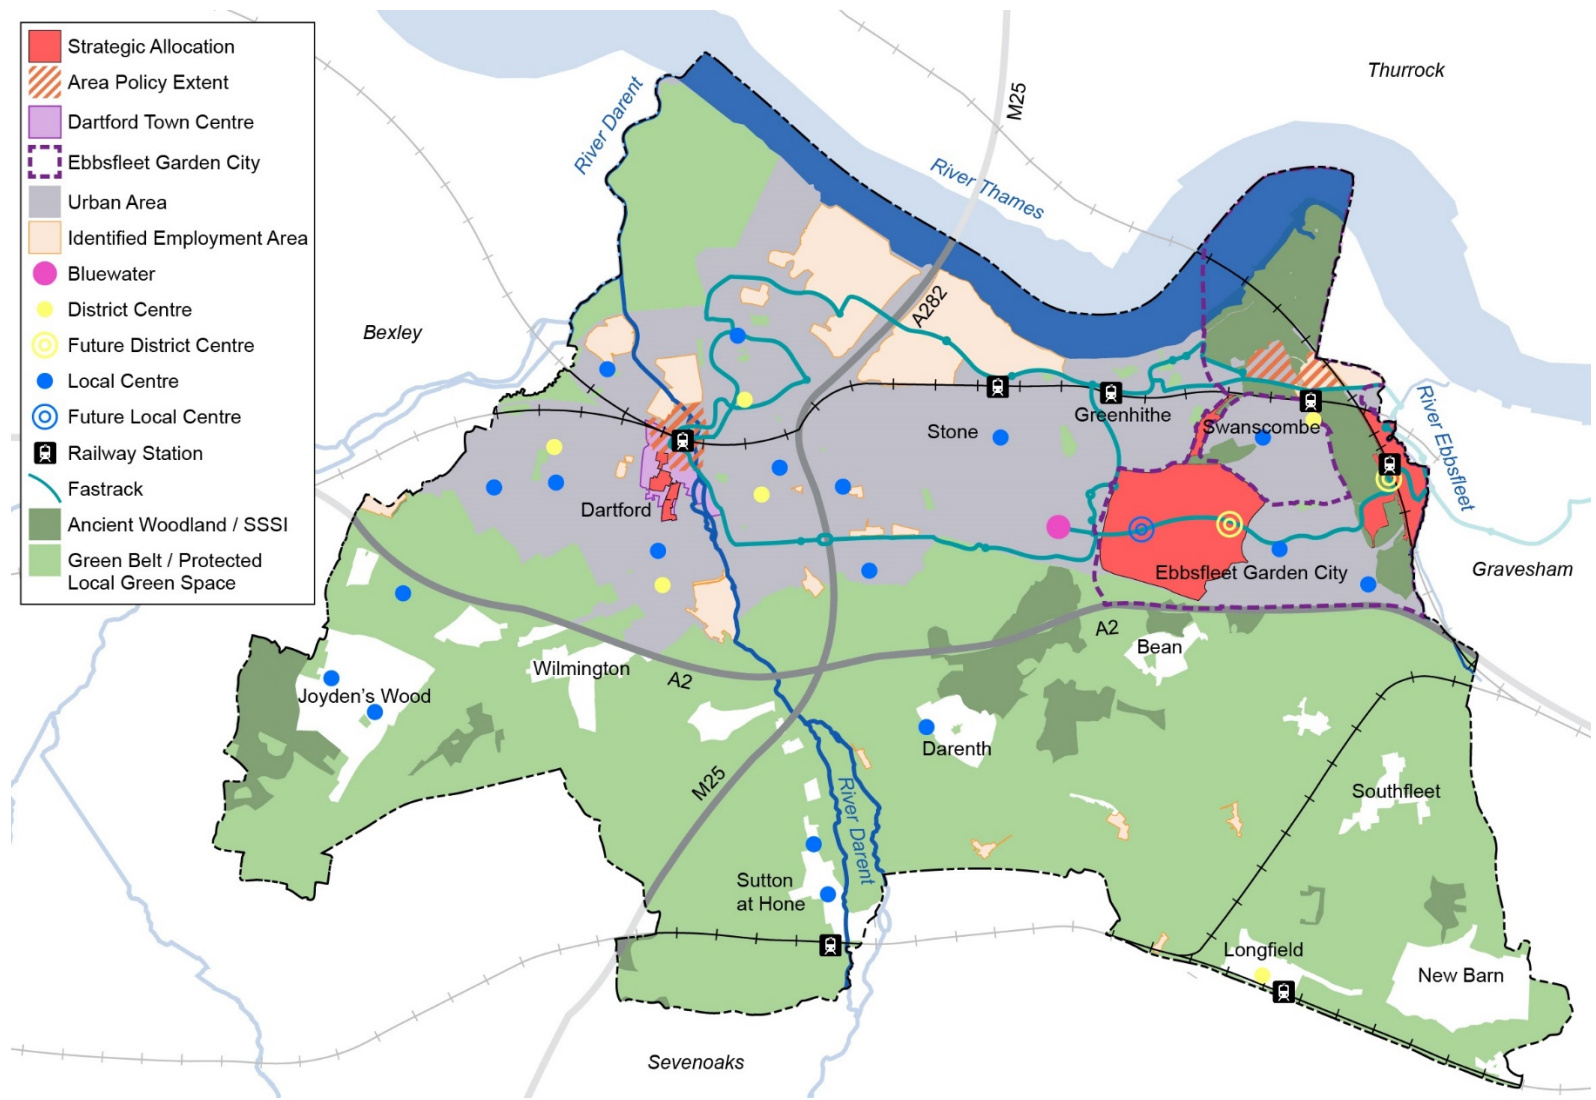 Strategic Allocation
Area Policy Extent
Dartford Town Centre
Ebbsfleet Garden City
Urban Area
Identified Employment Area
Bluewater
District Centre
Future District Centre
Local Centre
Future Local Centre
Railway Station
Fastrack
Ancient Woodland / SSSI
Green Belt / Protected
Local Green Space
Thurrock
M25
River Darent
River Thames
A282
Bexley
Greenhithe
Stone
Swanscombe
River Ebbsfleet
Dartford
Ebbsfleet Garden City
Gravesham
A2
Bean
Wilmington
A2
Joyden's Wood
Darenth
M25
Southfleet
River Darent
Sutton
at Hone
Longfield
New Barn
Sevenoaks